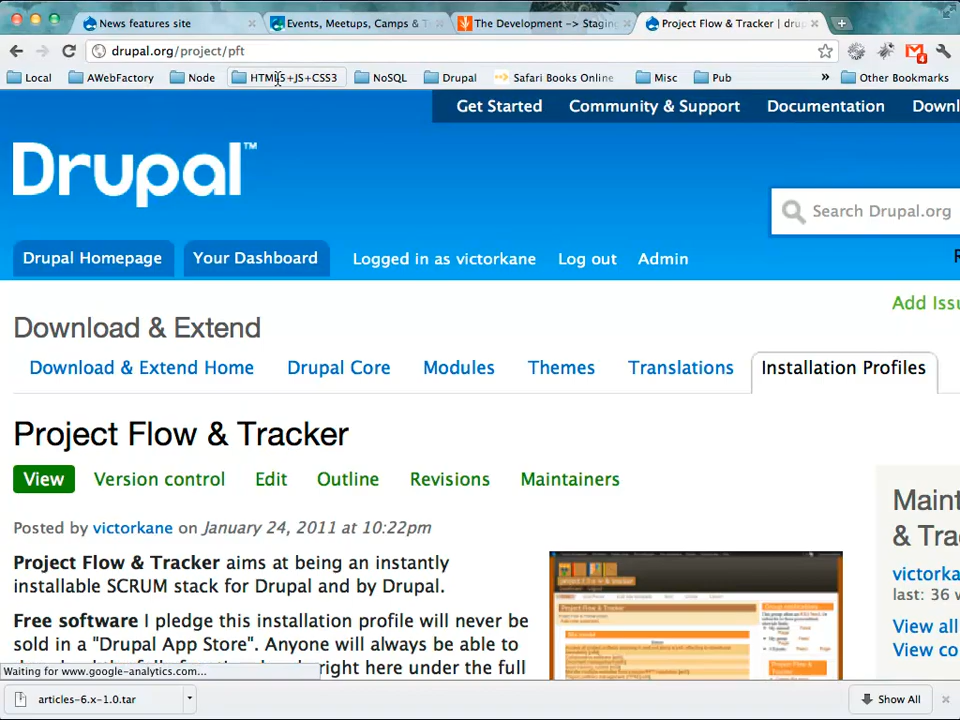 News features site
Events, Meetups, Camps & T
The Development -> Staging
Project Flow & Tracker | drup
drupal.org/project/pft
4
Local
AWebFactory
Node
HTML5+JS+CSS3
NoSQL
Drupal
Safari Books Online
Misc
Pub
»
Other Bookmarks
Get Started
Community & Support
Documentation
Downl
Drupal™
Search Drupal.org
Drupal Homepage
Your Dashboard
Logged in as victorkane
Log out
Admin
R
Add Issu
Download & Extend
Download & Extend Home
Drupal Core
Modules
Themes
Translations
Installation Profiles
Project Flow & Tracker
View
Version control
Edit
Outline
Revisions
Maintainers
Posted by victorkane on January 24, 2011 at 10:22pm
Project Flow & Tracker aims at being an instantly
installable SCRUM stack for Drupal and by Drupal.
Free software I pledge this installation profile will never be
sold in a "Drupal App Store". Anyone will always be able to
right here under the full
Maint
& Tra
victorka
last: 36 w
View all
View co
Waiting for www.google-analytics.com...
articles-6.x-1.0.tar
Show All